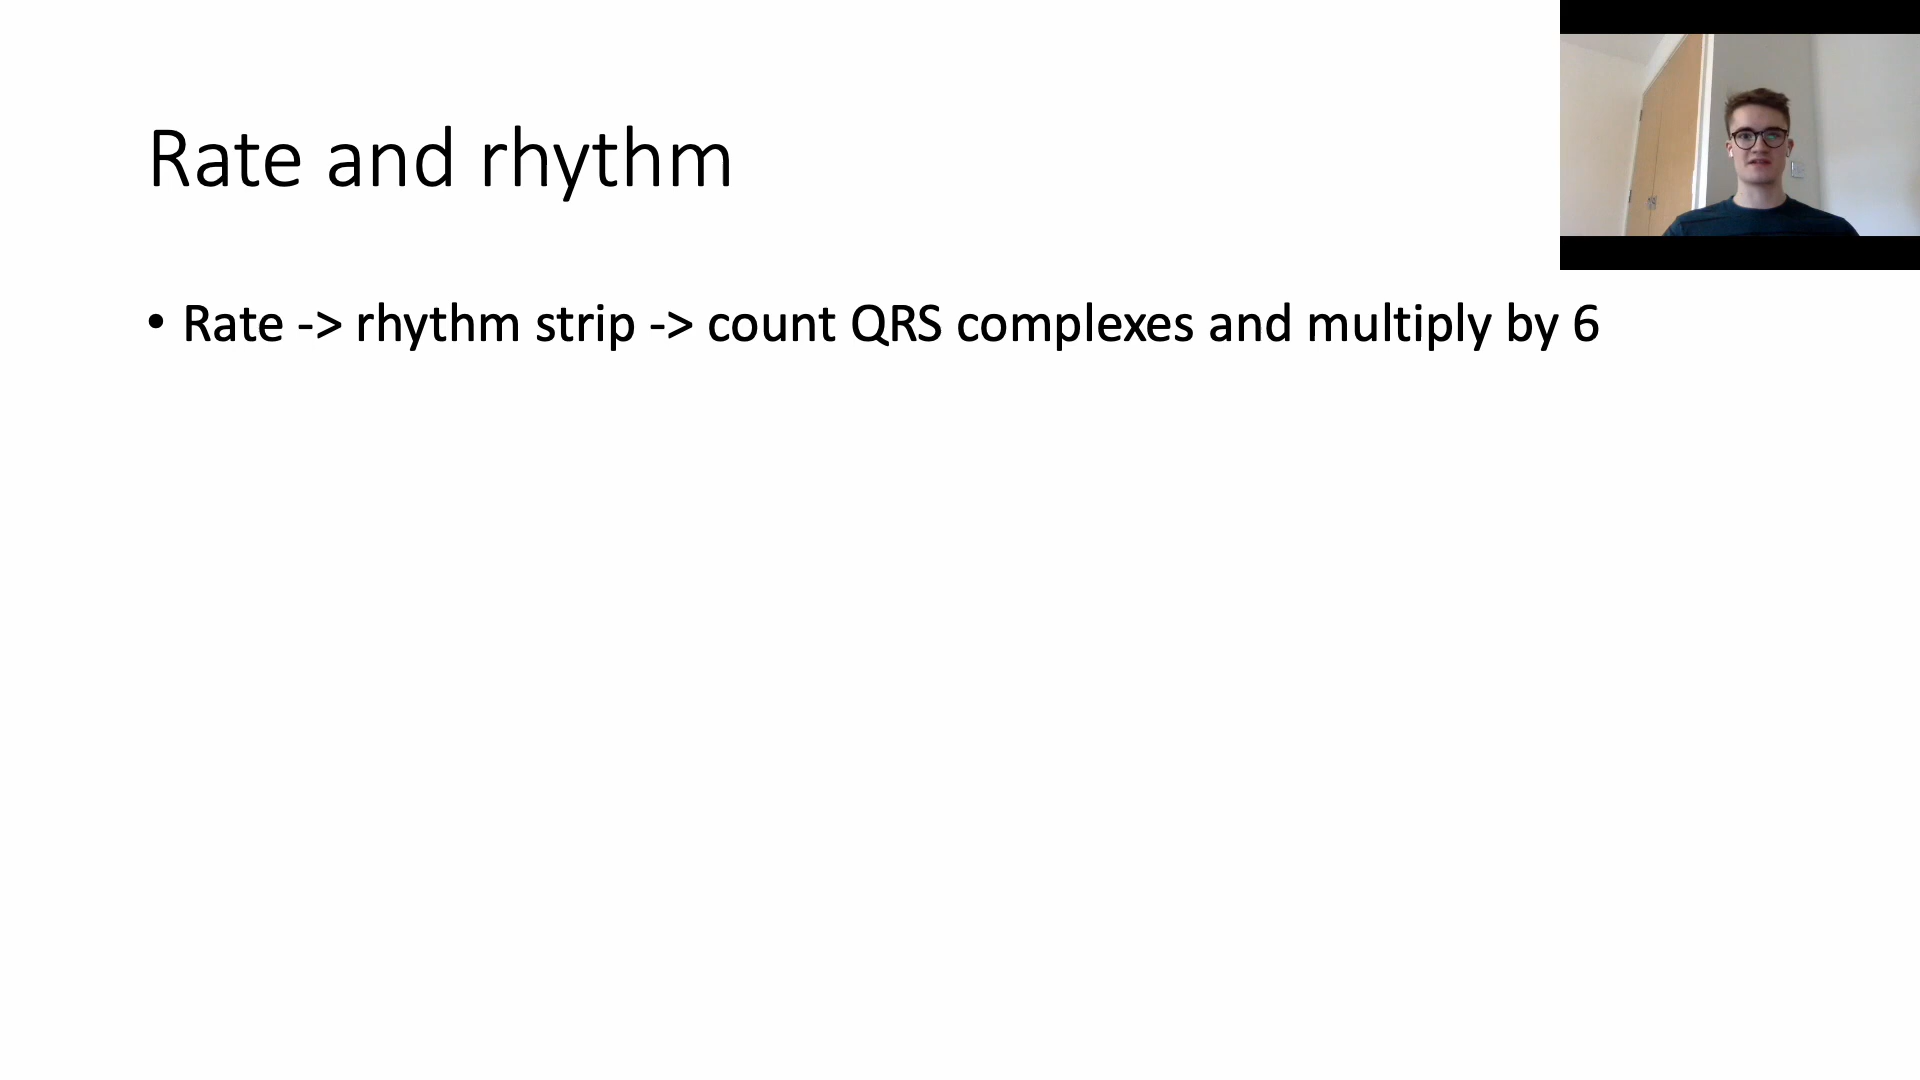 Rate and rhythm
• Rate -> rhythm strip -> count QRS complexes and multiply by 6